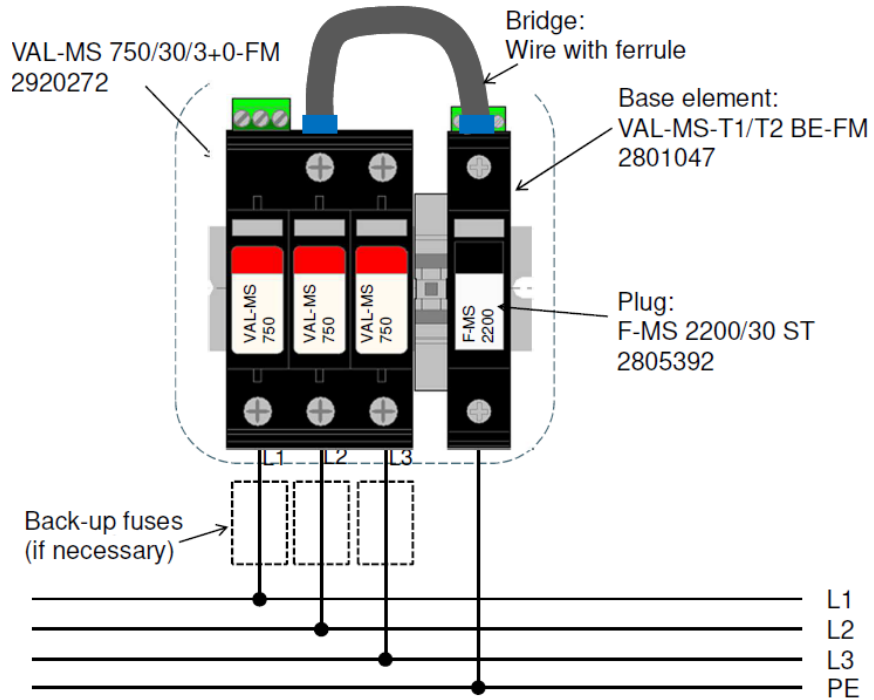 Bridge:
Wire with ferrule
VAL-MS 750/30/3+0-FM
2920272
Base element:
VAL-MS-T1/T2 BE-FM
2801047
VAL-MS
750
VAL-MS
750
VAL-MS
750
F-MS
2200
Plug:
F-MS 2200/30 ST
2805392
L1
L2
L3
Back-up fuses
(if necessary)
L1
L2
L3
PE